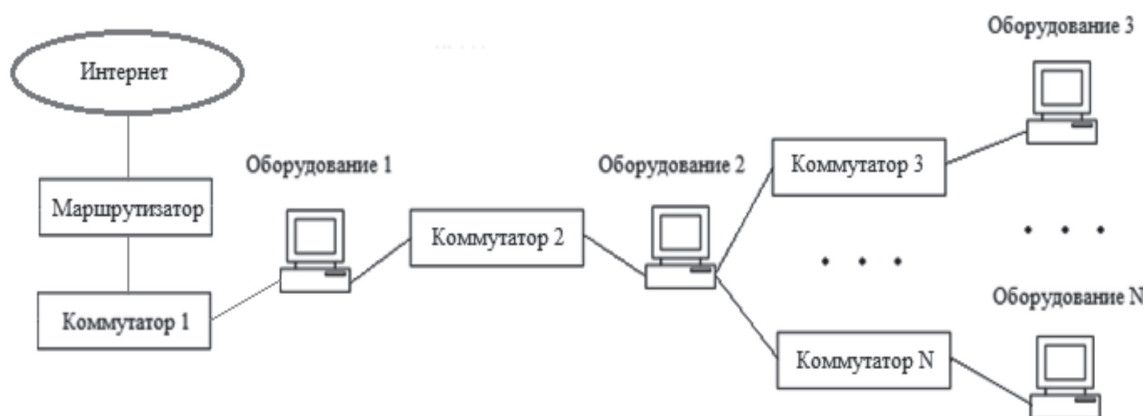 Оборудование 3
Интернет
Оборудование 1
Оборудование 2
Коммутатор 3
Маршрутизатор
Коммутатор 2
Оборудование N
Коммутатор 1
Коммутатор N